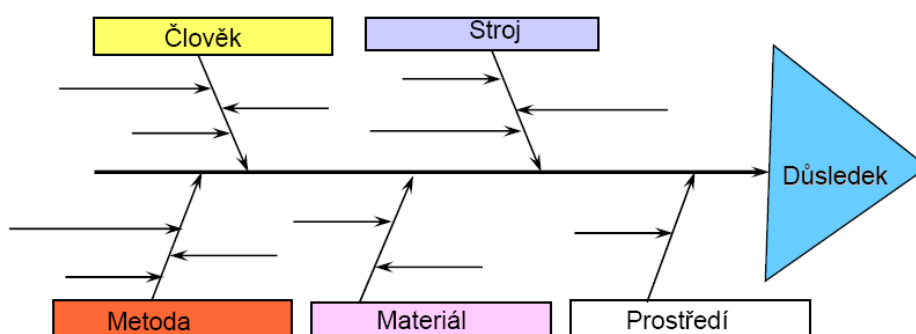 Člověk
Stroj
Důsledek
Metoda
Materiál
Prostředí